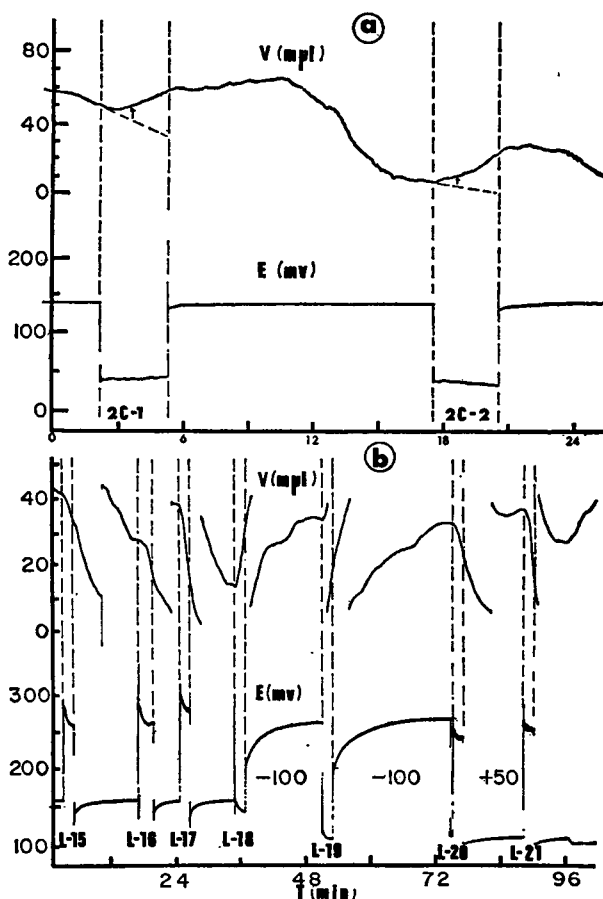 a
V (mpl)
80
40
0
E (mv)
200
100
0
2C-1
2C-2
0
6
12
18
24
b
V(mpl)
40
20
0
E(mv)
300
200
100
-100
-100
+50
L-15
L-16
L-17
L-18
L-19
L-20
L-21
24
48
72
96
T(min)